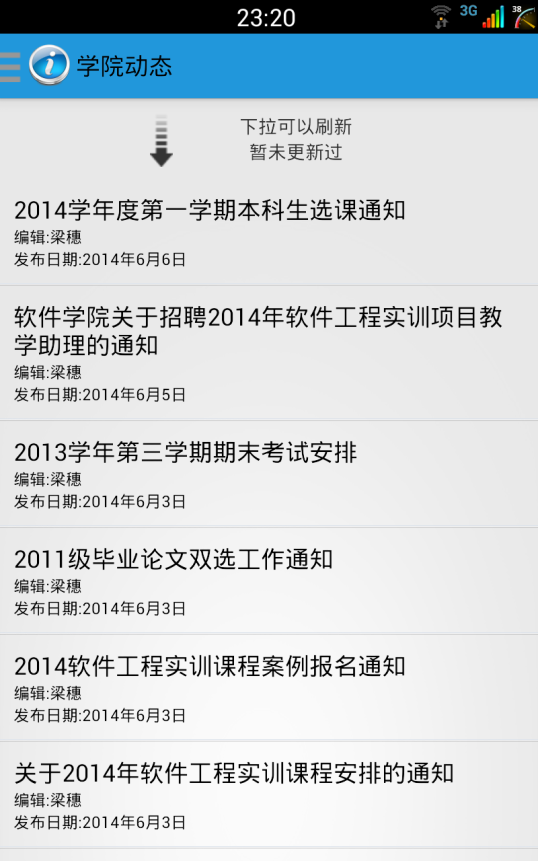 23:20
3G
38
学院动态
下拉可以刷新
暂未更新过
2014学年度第一学期本科生选课通知
编辑:梁穗
发布日期:2014年6月6日
软件学院关于招聘2014年软件工程实训项目教
学助理的通知
编辑:梁穗
发布日期:2014年6月5日
2013学年第三学期期末考试安排
编辑:梁穗
发布日期:2014年6月3日
2011级毕业论文双选工作通知
编辑:梁穗
发布日期:2014年6月3日
2014软件工程实训课程案例报名通知
编辑:梁穗
发布日期:2014年6月3日
关于2014年软件工程实训课程安排的通知
编辑:梁穗
发布日期:2014年6月3日